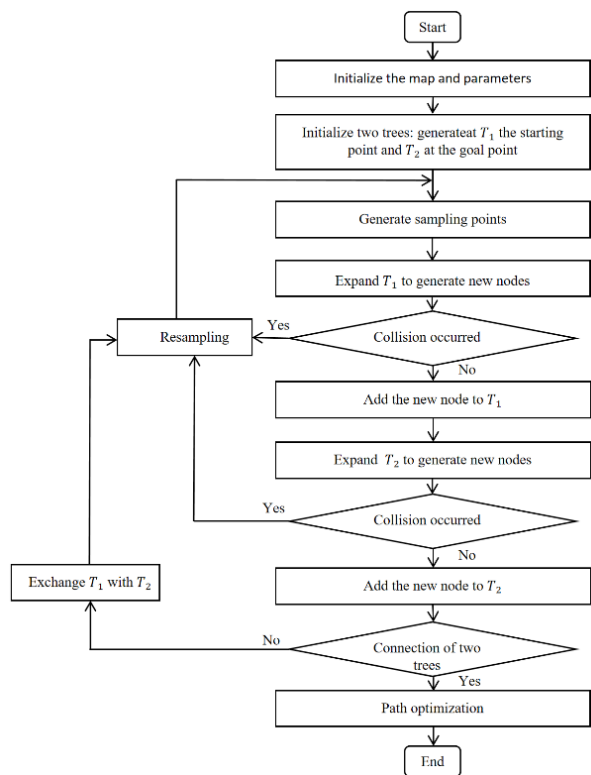 Start
Initialize the map and parameters
Initialize two trees: generateat T₁ the starting
point and T₂ at the goal point
Generate sampling points
Expand T₁ to generate new nodes
Yes
Resampling
Collision occurred
No
Add the new node to T₁
Expand T₂ to generate new nodes
Yes
Collision occurred
No
Exchange T₁ with T₂
Add the new node to T₂
No
Connection of two
trees
Yes
Path optimization
End